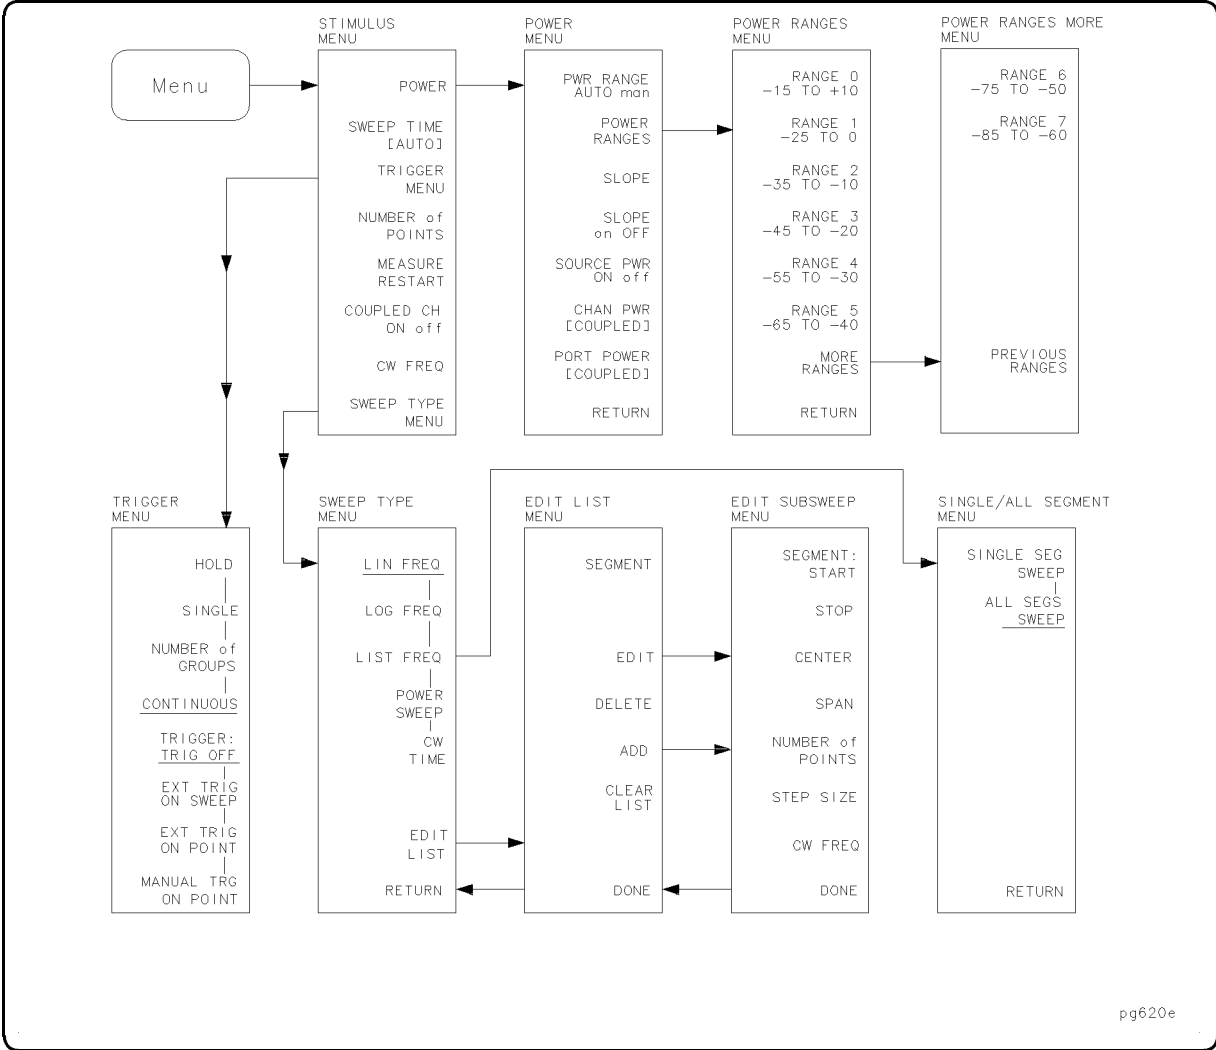 Menu
STIMULUS
MENU
POWER
SWEEP TIME
[AUTO]
TRIGGER
MENU
NUMBER of
POINTS
MEASURE
RESTART
COUPLED CH
ON off
CW FREQ
SWEEP TYPE
MENU
POWER
MENU
PWR RANGE
AUTO man
POWER
RANGES
SLOPE
SLOPE
on OFF
SOURCE PWR
ON off
CHAN PWR
[COUPLED]
PORT POWER
[COUPLED]
RETURN
POWER RANGES
MENU
RANGE 0
-15 TO +10
RANGE 1
-25 TO 0
RANGE 2
-35 TO -10
RANGE 3
-45 TO -20
RANGE 4
-55 TO -30
RANGE 5
-65 TO -40
MORE
RANGES
RETURN
POWER RANGES MORE
MENU
RANGE 6
-75 TO -50
RANGE 7
-85 TO -60
PREVIOUS
RANGES
TRIGGER
MENU
HOLD
SINGLE
NUMBER of
GROUPS
CONTINUOUS
TRIGGER:
TRIG OFF
EXT TRIG
ON SWEEP
EXT TRIG
ON POINT
MANUAL TRG
ON POINT
SWEEP TYPE
MENU
LIN FREQ
LOG FREQ
LIST FREQ
POWER
SWEEP
CW
TIME
EDIT
LIST
RETURN
EDIT LIST
MENU
SEGMENT
EDIT
DELETE
ADD
CLEAR
LIST
DONE
EDIT SUBSWEEP
MENU
SEGMENT:
START
STOP
CENTER
SPAN
NUMBER of
POINTS
STEP SIZE
CW FREQ
DONE
SINGLE/ALL SEGMENT
MENU
SINGLE SEG
SWEEP
ALL SEGS
SWEEP
RETURN
pg620e